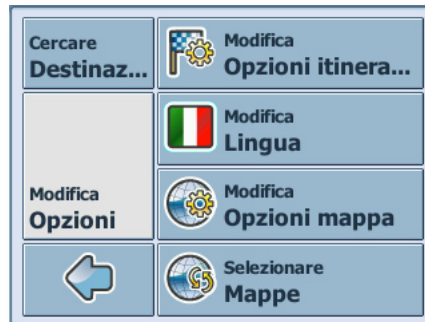 Cercare
Destinaz...
Modifica
Opzioni itinera...
Modifica
Lingua
Modifica
Opzioni
Modifica
Opzioni mappa
Selezionare
Mappe